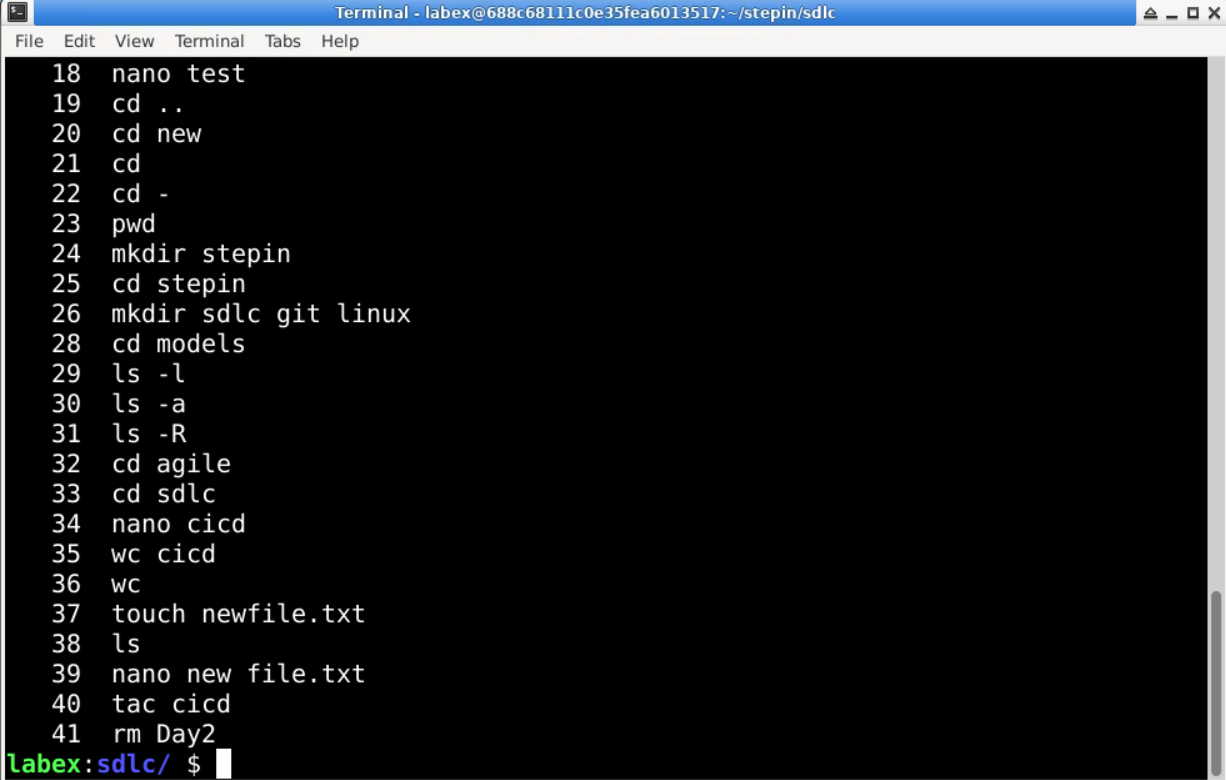 Terminal - labex@688c68111c0e35fea6013517:~/stepin/sdlc
File Edit View Terminal Tabs Help
18 nano test
19 cd ..
20 cd new
21 cd
22 cd -
23 pwd
24 mkdir stepin
25 cd stepin
26 mkdir sdlc git linux
28 cd models
29 ls -l
30 ls -a
31 ls -R
32 cd agile
33 cd sdlc
34 nano cicd
35 wc cicd
36 wc
37 touch newfile.txt
38 ls
39 nano new file.txt
40 tac cicd
41 rm Day2
labex:sdlc/ $